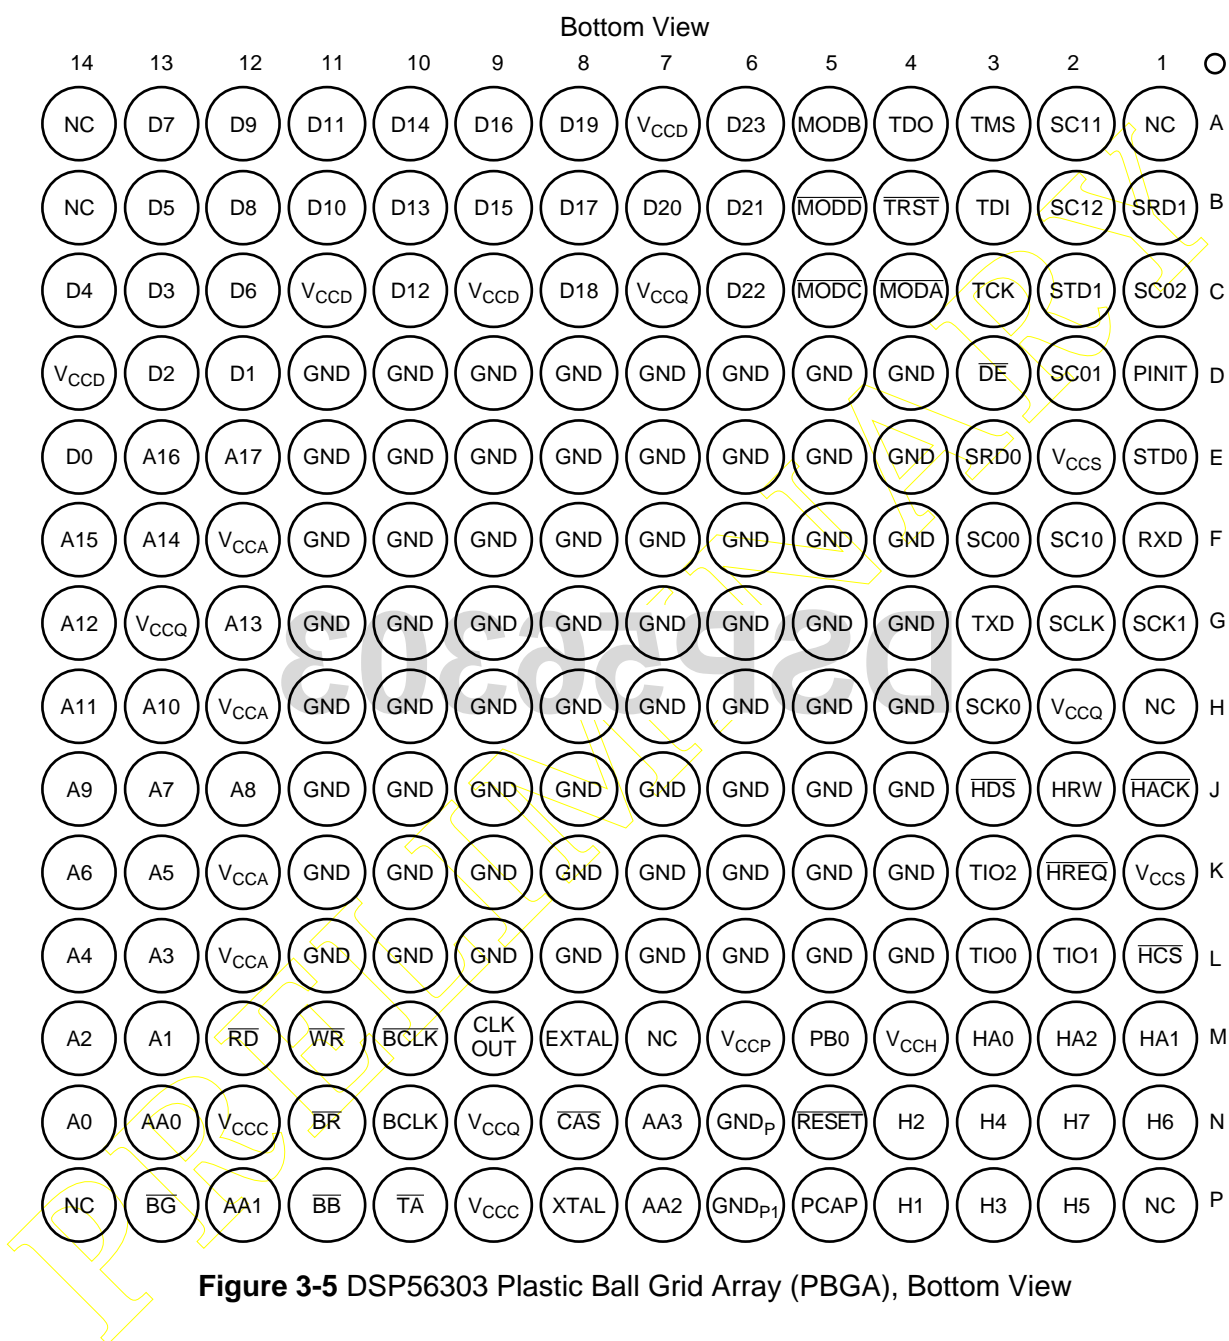 Bottom View
14 13 12 11 10 9 8 7 6 5 4 3 2 1
NC D7 D9 D11 D14 D16 D19 VCCD D23 MODB TDO TMS SC11 NC A
NC D5 D8 D10 D13 D15 D17 D20 D21 MODD TRST TDI SC12 SRD1 B
D4 D3 D6 VCCD D12 VCCD D18 VCCQ D22 MODC MODA TCK STD1 SC02 C
VCCD D2 D1 GND GND GND GND GND GND GND GND DE SC01 PINIT D
D0 A16 A17 GND GND GND GND GND GND GND GND SRD0 VCCS STD0 E
A15 A14 VCCA GND GND GND GND GND GND GND GND SC00 SC10 RXD F
A12 VCCQ A13 GND GND GND GND GND GND GND GND TXD SCLK SCK1 G
DSP56303
A11 A10 VCCA GND GND GND GND GND GND GND GND SCK0 VCCQ NC H
A9 A7 A8 GND GND GND GND GND GND GND GND HDS HRW HACK J
A6 A5 VCCA GND GND GND GND GND GND GND GND TIO2 HREQ VCCS K
A4 A3 VCCA GND GND GND GND GND GND GND GND TIO0 TIO1 HCS L
A2 A1 RD WR BCLK CLK OUT EXTAL NC VCCP PB0 VCCH HA0 HA2 HA1 M
A0 AA0 VCCC BR BCLK VCCQ CAS AA3 GNDP RESET H2 H4 H7 H6 N
NC BG AA1 BB TA VCCC XTAL AA2 GNDP1 PCAP H1 H3 H5 NC P
PRELIMINARY
Figure 3-5 DSP56303 Plastic Ball Grid Array (PBGA), Bottom View